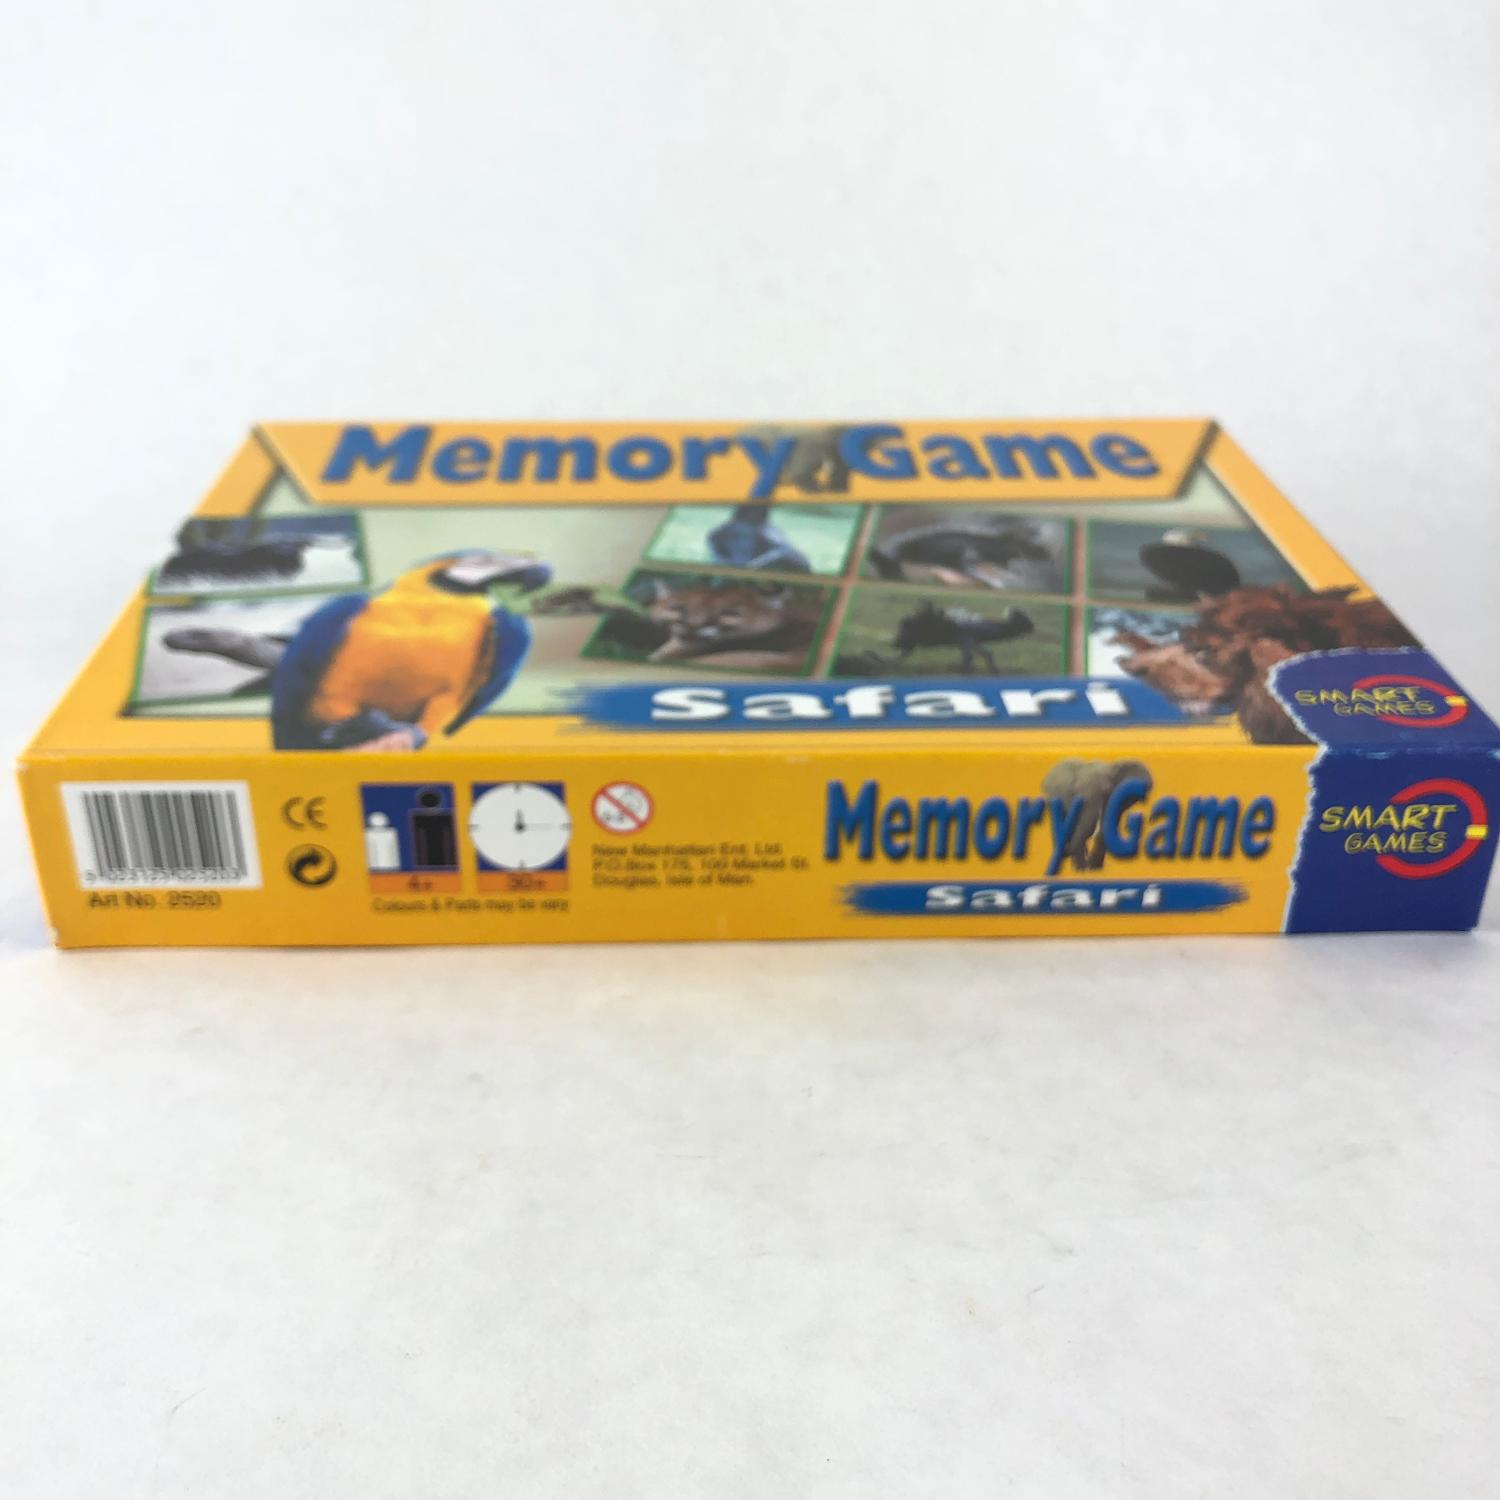 Memory Game
Safari
SMART
GAMES
CE
Art No. 2520
4+
30+
Colours & Parts may be vary
New Manhattan Ent. Ltd.
P.O.Box 175, 100 Market St.
Douglas, Isle of Man.
Memory Game
Safari
SMART
GAMES